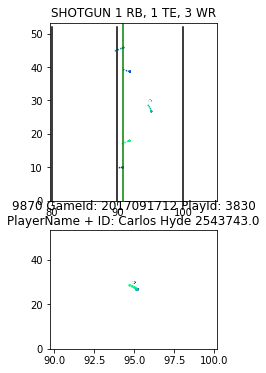 SHOTGUN 1 RB, 1 TE, 3 WR
50
40
30
20
10
0
80 90 100
9870 GameId: 2017091712 PlayId: 3830
PlayerName + ID: Carlos Hyde 2543743.0
40
20
0
90.0 92.5 95.0 97.5 100.0